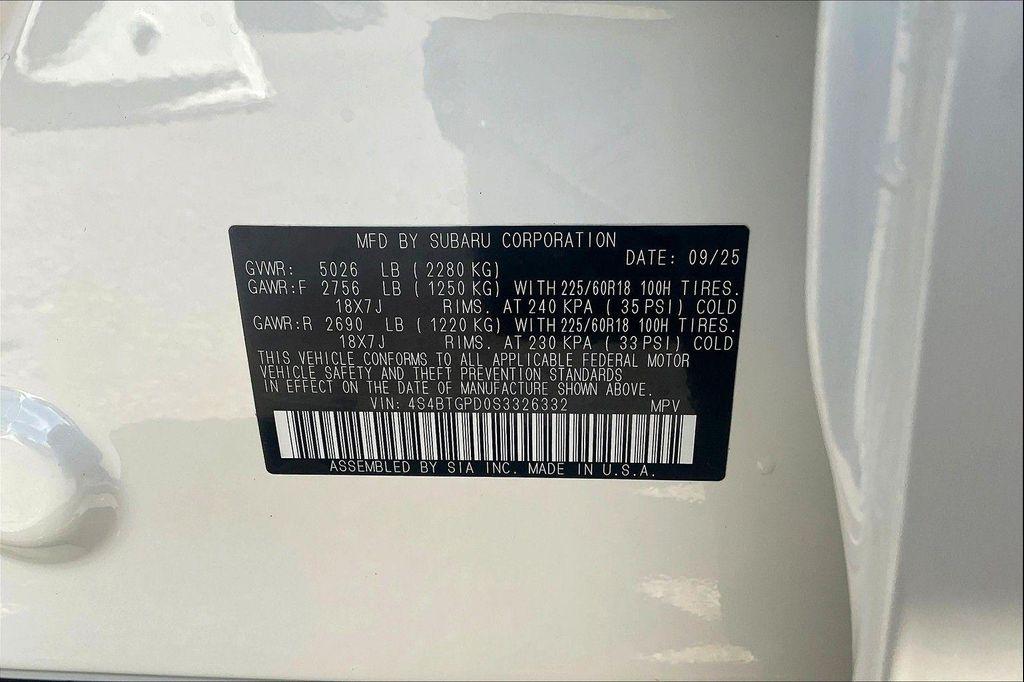 MFD BY SUBARU CORPORATION
DATE: 09/25
GVWR: 5026 LB ( 2280 KG)
GAWR:F 2756 LB ( 1250 KG) WITH 225/60R18 100H TIRES.
18X7J RIMS. AT 240 KPA ( 35 PSI) COLD
GAWR:R 2690 LB ( 1220 KG) WITH 225/60R18 100H TIRES.
18X7J RIMS. AT 230 KPA ( 33 PSI) COLD
THIS VEHICLE CONFORMS TO ALL APPLICABLE FEDERAL MOTOR
VEHICLE SAFETY AND THEFT PREVENTION STANDARDS
IN EFFECT ON THE DATE OF MANUFACTURE SHOWN ABOVE.
VIN: 4S4BTGPD0S3326332 MPV
ASSEMBLED BY SIA INC. MADE IN U.S.A.